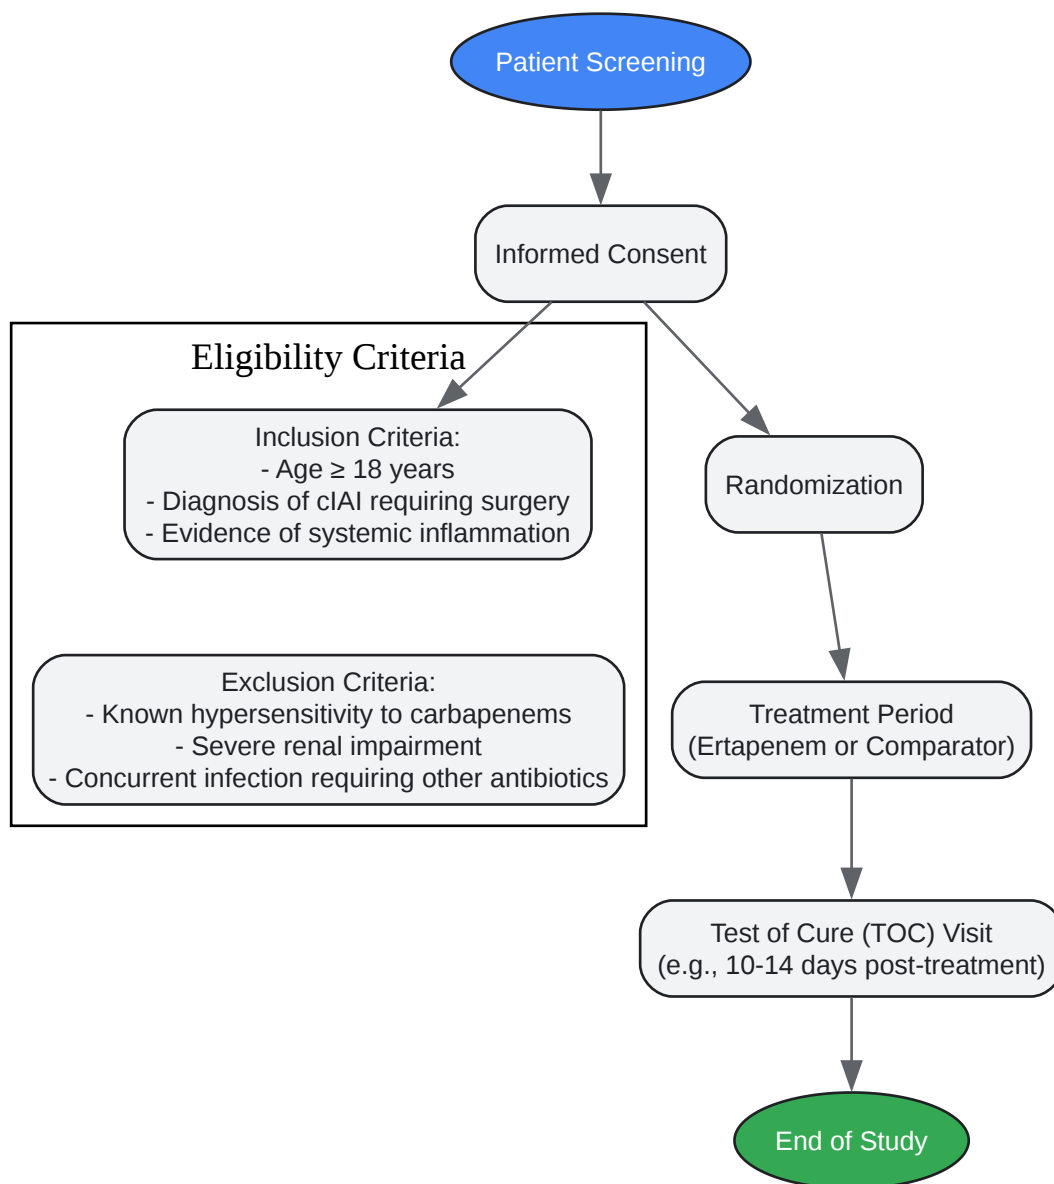 Patient Screening
Informed Consent
Eligibility Criteria
Inclusion Criteria:
- Age ≥ 18 years
- Diagnosis of cIAI requiring surgery
- Evidence of systemic inflammation
Randomization
Exclusion Criteria:
- Known hypersensitivity to carbapenems
- Severe renal impairment
- Concurrent infection requiring other antibiotics
Treatment Period
(Ertapenem or Comparator)
Test of Cure (TOC) Visit
(e.g., 10-14 days post-treatment)
End of Study